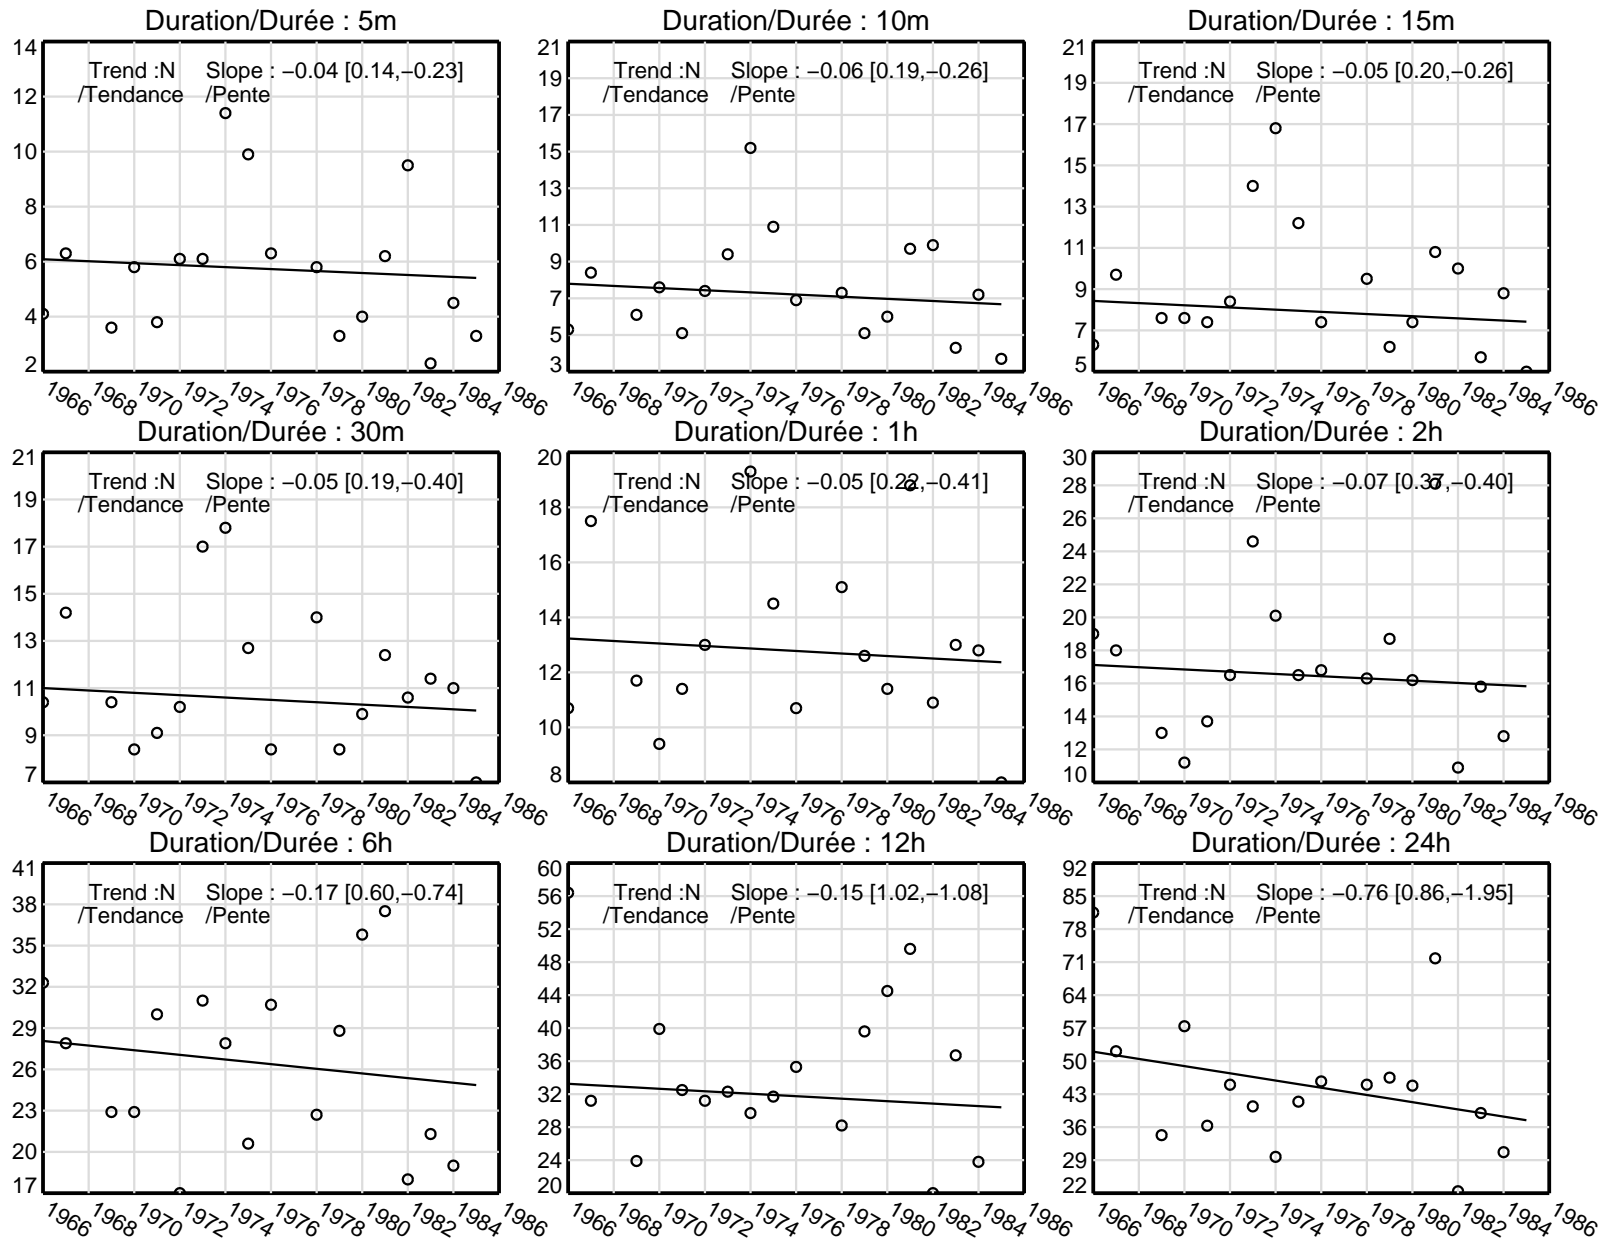 Duration/Durée : 5m
Trend :N Slope : −0.04 [0.14,−0.23]
/Tendance /Pente
14
12
10
8
6
4
2
1966 1968 1970 1972 1974 1976 1978 1980 1982 1984 1986
Duration/Durée : 10m
Trend :N Slope : −0.06 [0.19,−0.26]
/Tendance /Pente
21
19
17
15
13
11
9
7
5
3
1966 1968 1970 1972 1974 1976 1978 1980 1982 1984 1986
Duration/Durée : 15m
Trend :N Slope : −0.05 [0.20,−0.26]
/Tendance /Pente
21
19
17
15
13
11
9
7
5
1966 1968 1970 1972 1974 1976 1978 1980 1982 1984 1986
Duration/Durée : 30m
Trend :N Slope : −0.05 [0.19,−0.40]
/Tendance /Pente
21
19
17
15
13
11
9
7
1966 1968 1970 1972 1974 1976 1978 1980 1982 1984 1986
Duration/Durée : 1h
Trend :N Slope : −0.05 [0.22,−0.41]
/Tendance /Pente
20
18
16
14
12
10
8
1966 1968 1970 1972 1974 1976 1978 1980 1982 1984 1986
Duration/Durée : 2h
Trend :N Slope : −0.07 [0.37,−0.40]
/Tendance /Pente
30
28
26
24
22
20
18
16
14
12
10
1966 1968 1970 1972 1974 1976 1978 1980 1982 1984 1986
Duration/Durée : 6h
Trend :N Slope : −0.17 [0.60,−0.74]
/Tendance /Pente
41
38
35
32
29
26
23
20
17
1966 1968 1970 1972 1974 1976 1978 1980 1982 1984 1986
Duration/Durée : 12h
Trend :N Slope : −0.15 [1.02,−1.08]
/Tendance /Pente
60
56
52
48
44
40
36
32
28
24
20
1966 1968 1970 1972 1974 1976 1978 1980 1982 1984 1986
Duration/Durée : 24h
Trend :N Slope : −0.76 [0.86,−1.95]
/Tendance /Pente
92
85
78
71
64
57
50
43
36
29
22
1966 1968 1970 1972 1974 1976 1978 1980 1982 1984 1986